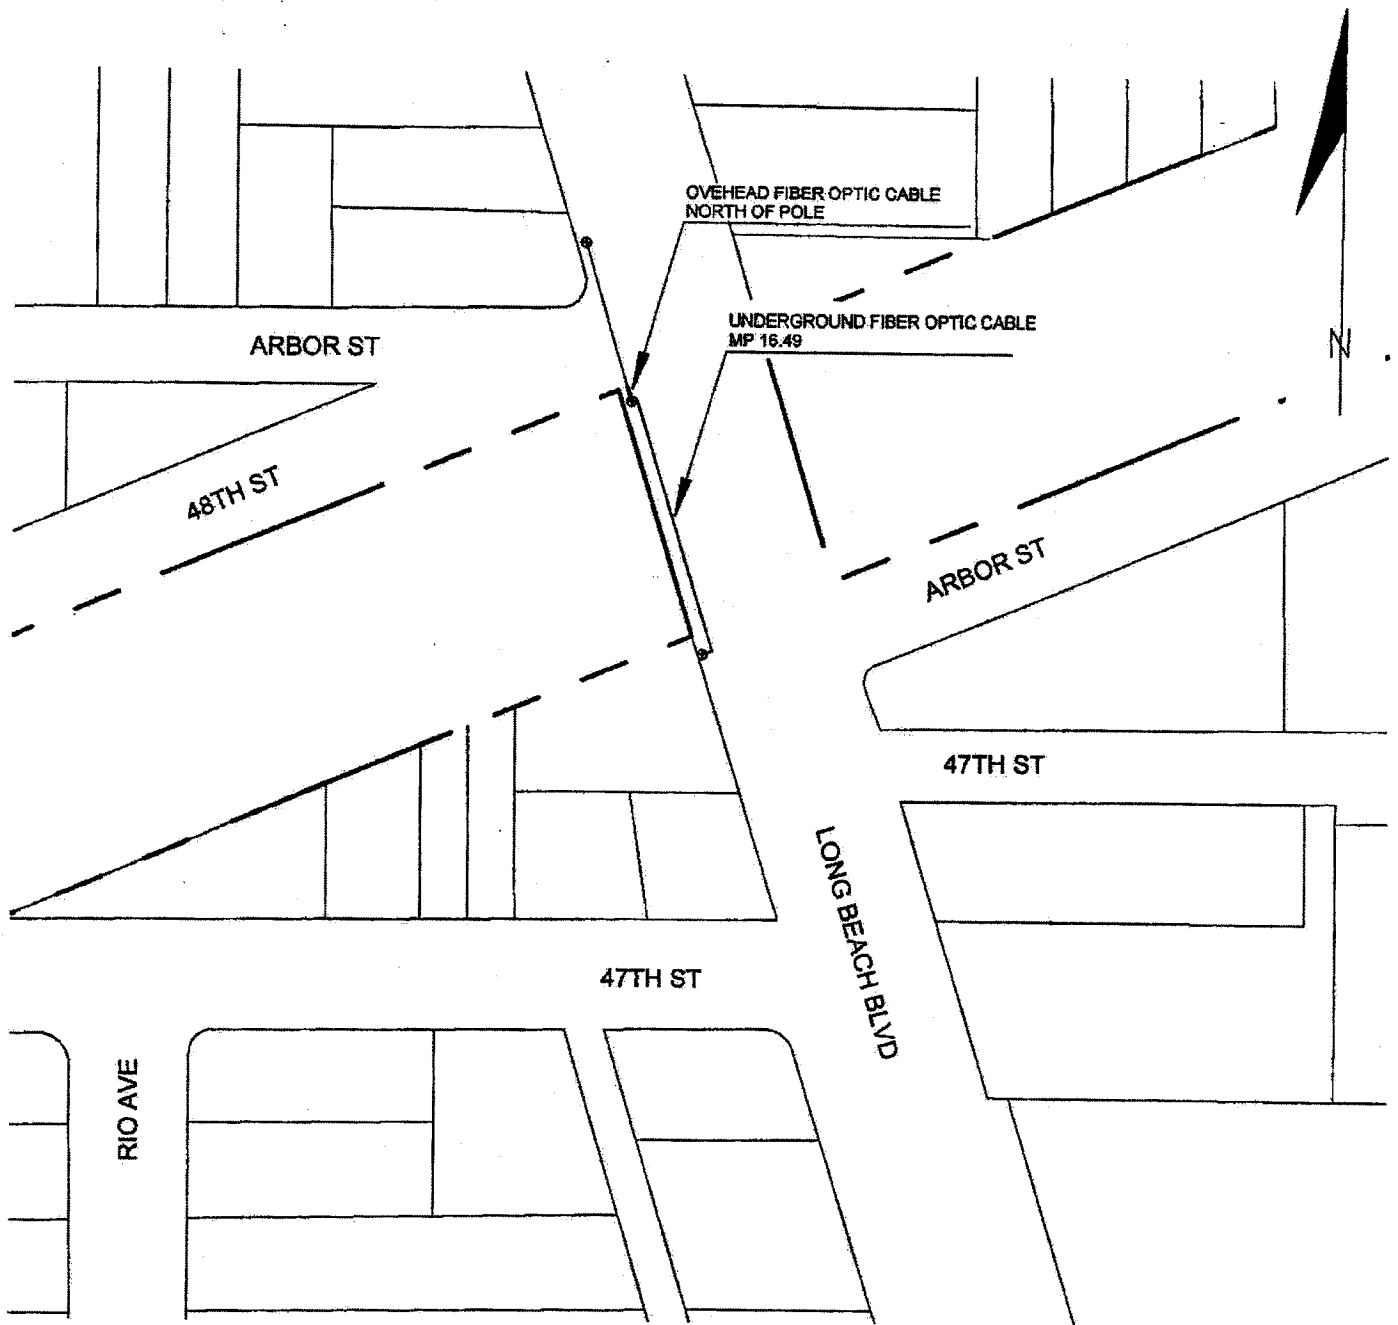 OVEHEAD FIBER OPTIC CABLE
NORTH OF POLE
UNDERGROUND FIBER OPTIC CABLE
MP 16.49
ARBOR ST
N
48TH ST
ARBOR ST
47TH ST
LONG BEACH BLVD
47TH ST
RIO AVE